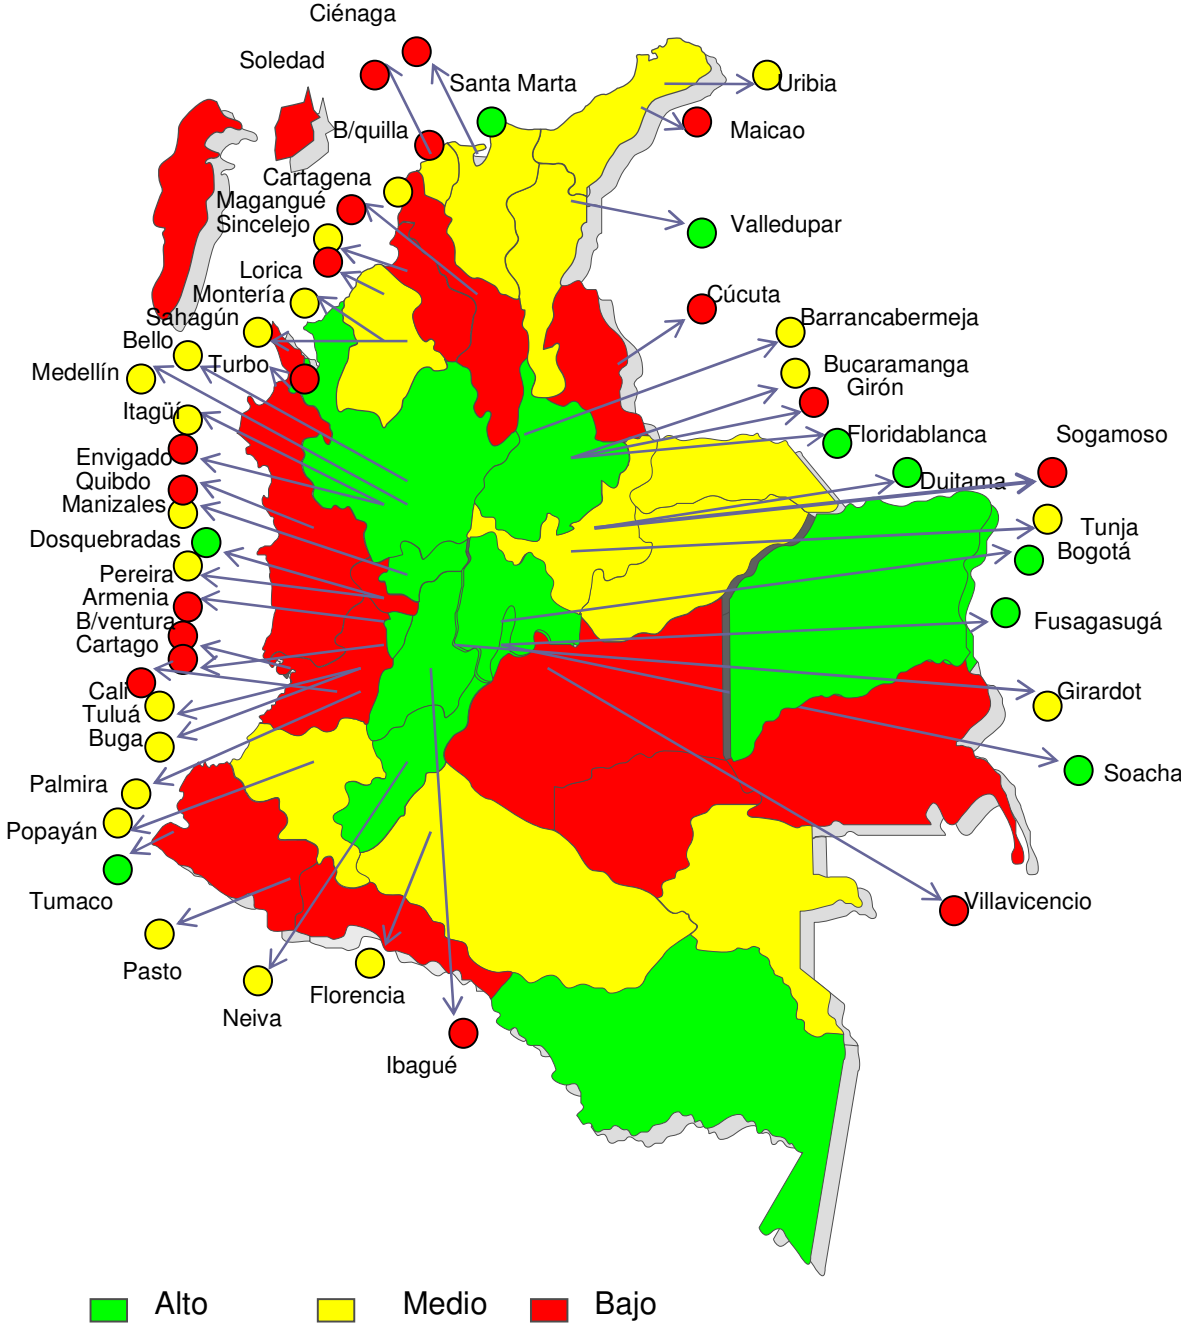 Ciénaga
Soledad
Santa Marta
Uribia
B/quilla
Maicao
Cartagena
Magangué
Sincelejo
Valledupar
Lorica
Montería
Cúcuta
Sahagún
Barrancabermeja
Bello
Turbo
Medellín
Bucaramanga
Girón
Itagüí
Floridablanca
Sogamoso
Envigado
Quibdo
Duitama
Manizales
Tunja
Dosquebradas
Bogotá
Pereira
Armenia
B/ventura
Fusagasugá
Cartago
Cali
Girardot
Tuluá
Buga
Soacha
Palmira
Popayán
Tumaco
Villavicencio
Pasto
Florencia
Neiva
Ibagué
Alto Medio Bajo